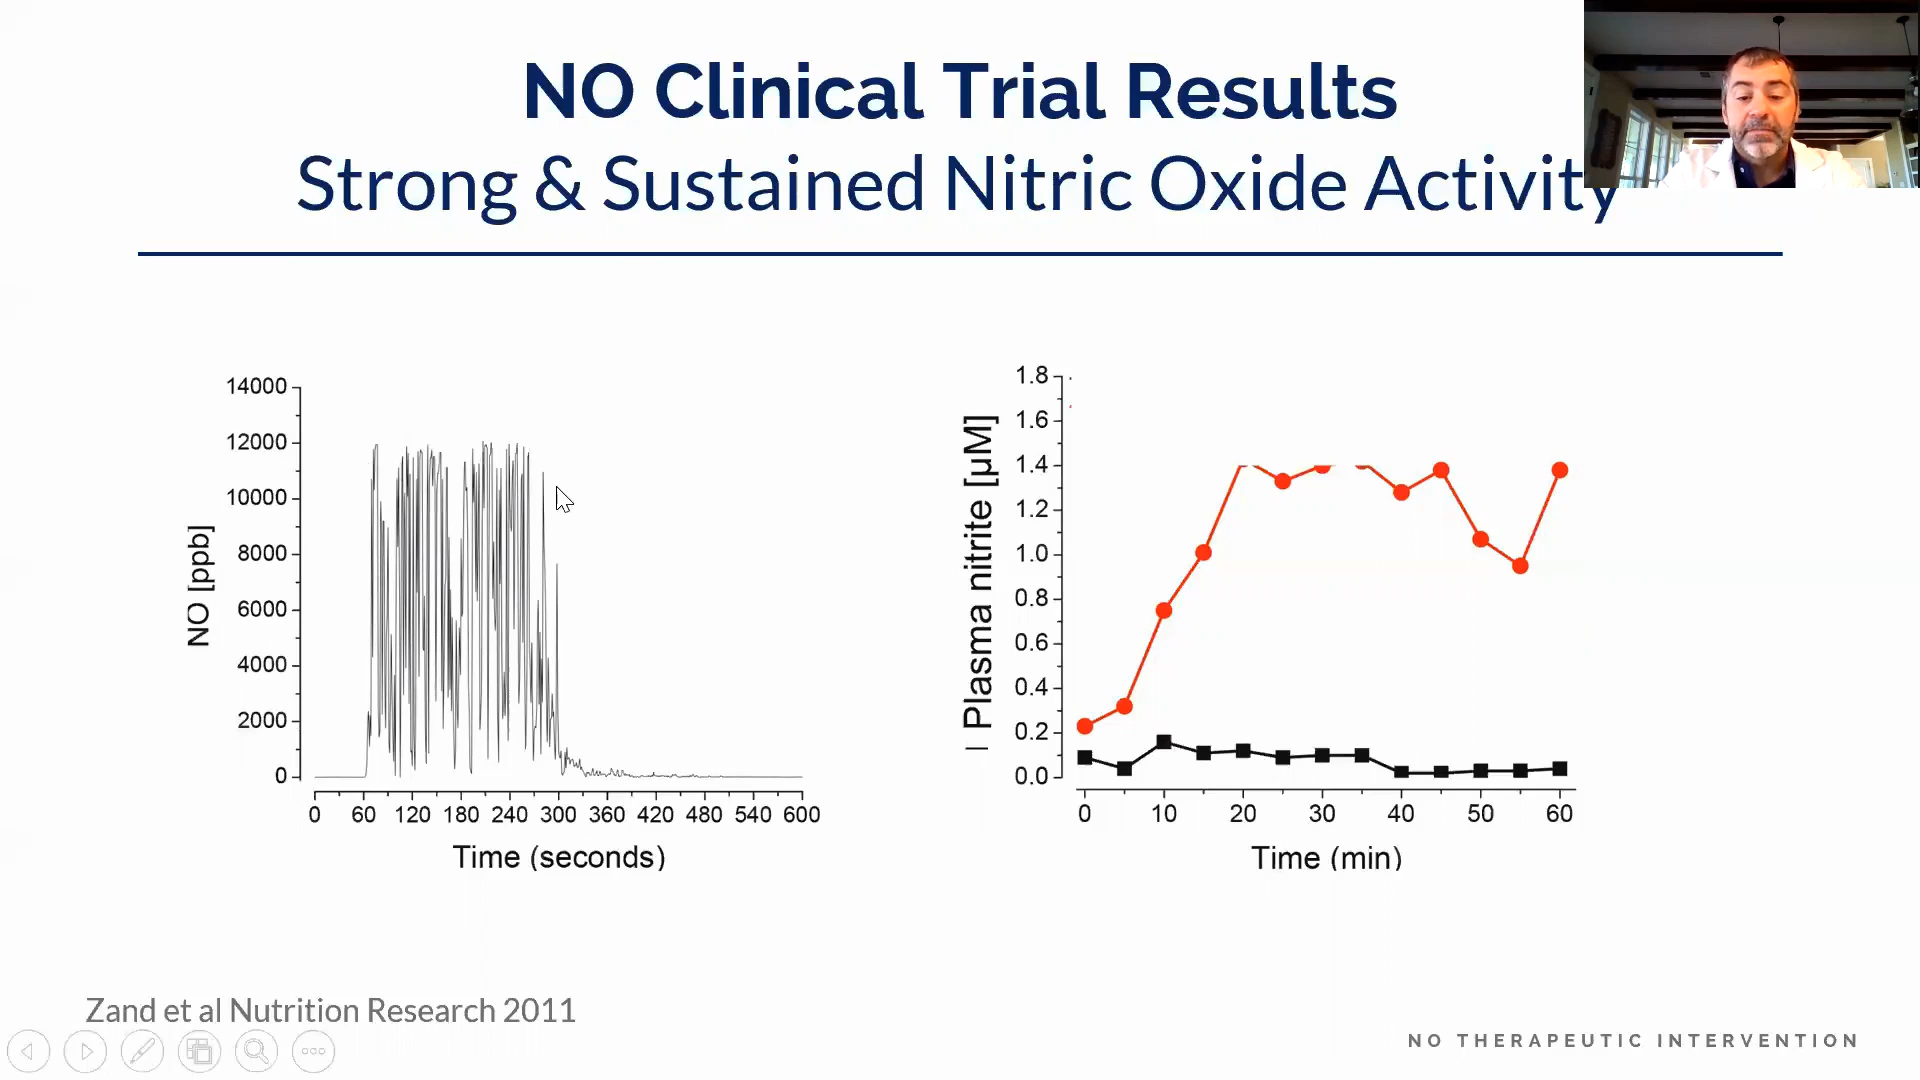 NO Clinical Trial Results
Strong & Sustained Nitric Oxide Activity
14000
12000
10000
8000
6000
4000
2000
0
NO [ppb]
0 60 120 180 240 300 360 420 480 540 600
Time (seconds)
1.8
1.6
1.4
1.2
1.0
0.8
0.6
0.4
0.2
0.0
Plasma nitrite [µM]
0 10 20 30 40 50 60
Time (min)
Zand et al Nutrition Research 2011
NO THERAPEUTIC INTERVENTION